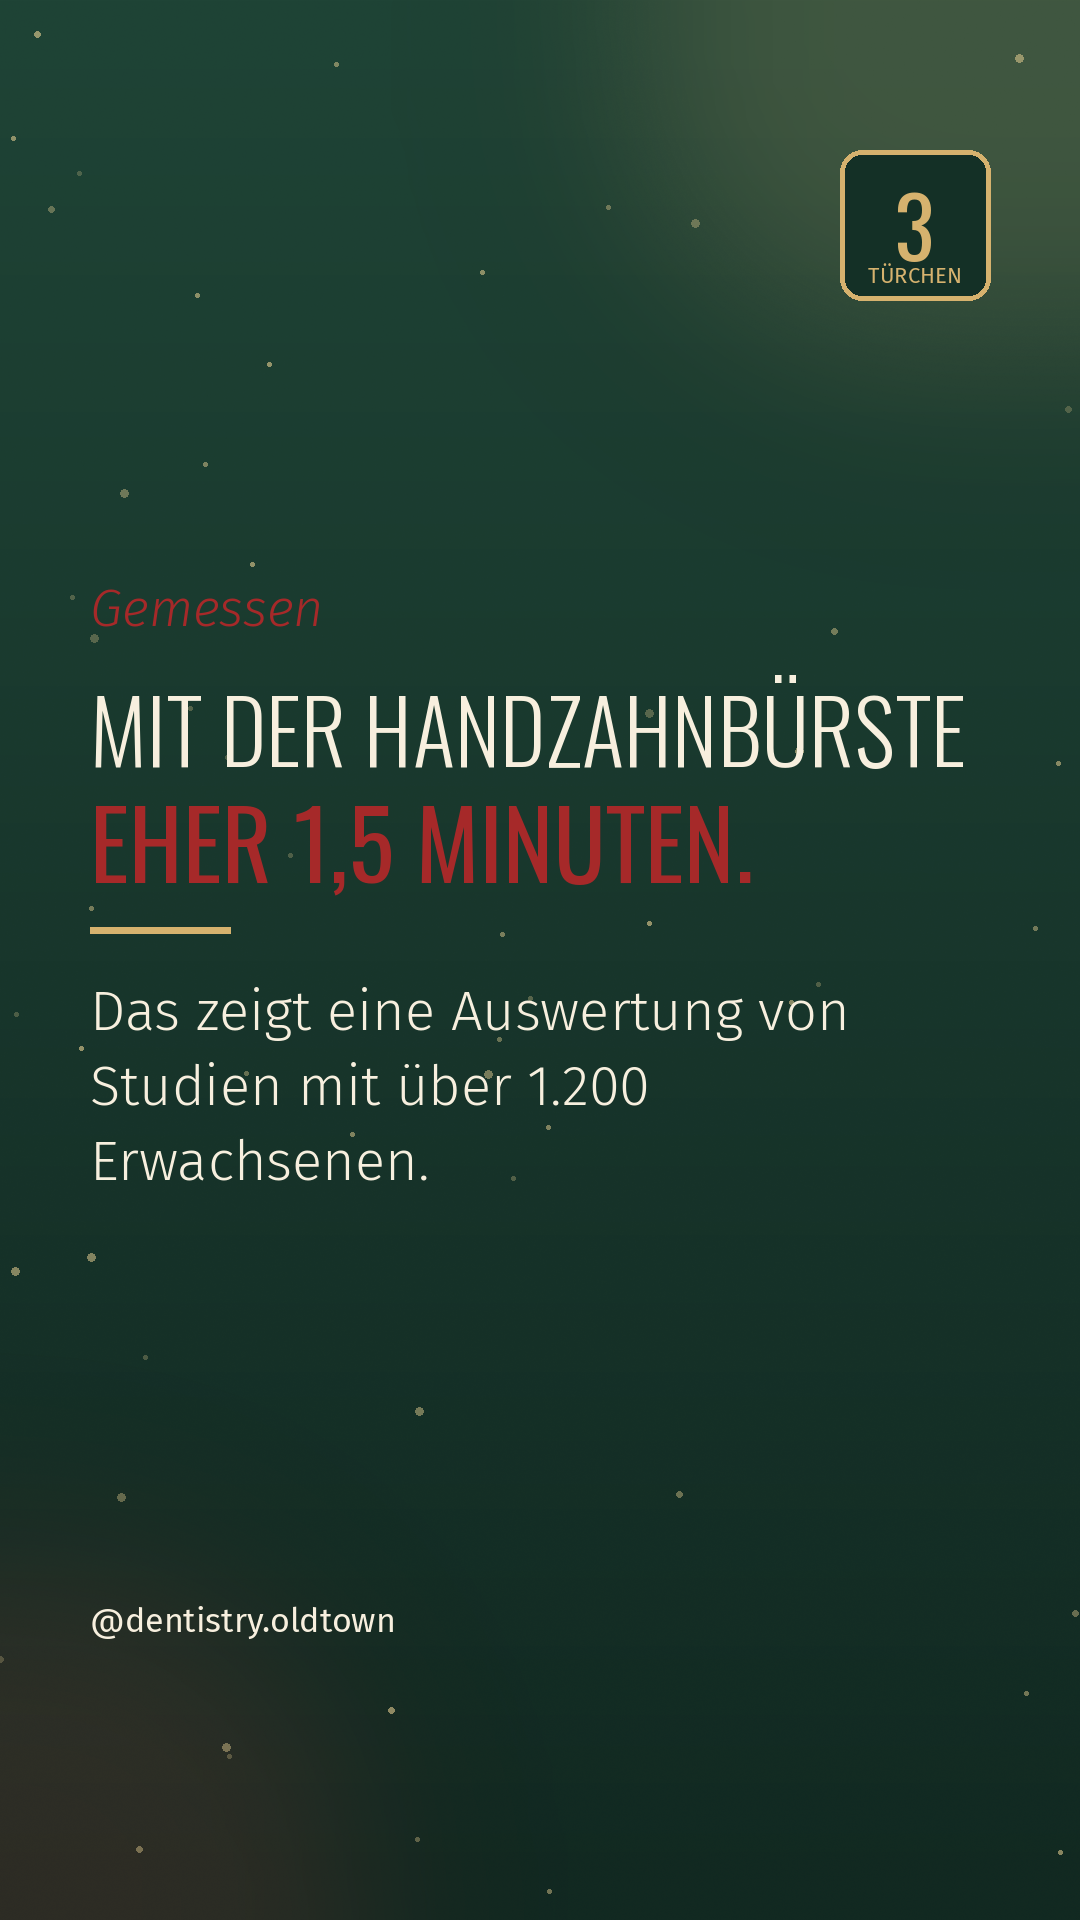 3
TÜRCHEN
Gemessen
MIT DER HANDZAHNBÜRSTE
EHER 1,5 MINUTEN.
Das zeigt eine Auswertung von
Studien mit über 1.200
Erwachsenen.
@dentistry.oldtown